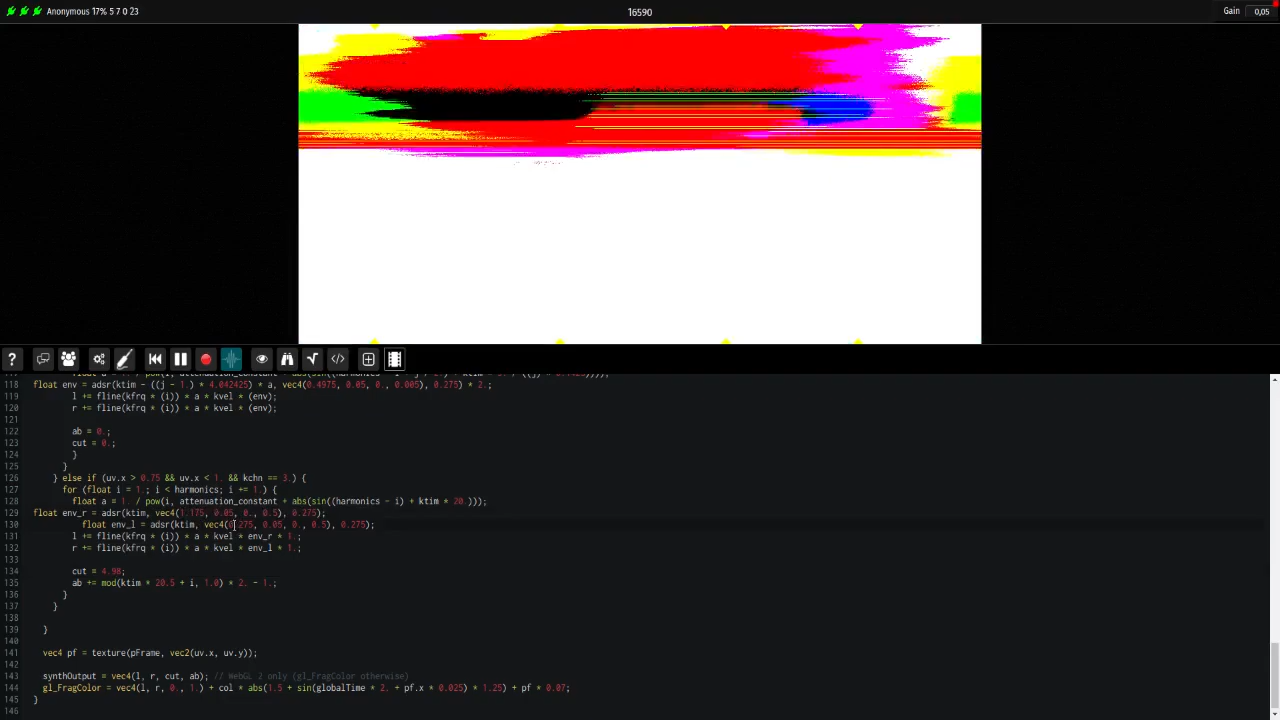 Anonymous 17% 5 7 0 23
16590
Gain 0,05
118 float env = adsr(ktim - ((j - 1.) * 4.042425) * a, vec4(0.4975, 0.05, 0., 0.005), 0.275) * 2.;
119 l += fline(kfrq * (i)) * a * kvel * (env);
120 r += fline(kfrq * (i)) * a * kvel * (env);
121
122 ab = 0.;
123 cut = 0.;
124 }
125 }
126 } else if (uv.x > 0.75 && uv.x < 1. && kchn == 3.) {
127 for (float i = 1.; i < harmonics; i += 1.) {
128 float a = 1. / pow(i, attenuation_constant + abs(sin((harmonics - i) + ktim * 20.)));
129 float env_r = adsr(ktim, vec4(1.175, 0.05, 0., 0.5), 0.275);
130 float env_l = adsr(ktim, vec4(0.275, 0.05, 0., 0.5), 0.275);
131 l += fline(kfrq * (i)) * a * kvel * env_r * 1.;
132 r += fline(kfrq * (i)) * a * kvel * env_l * 1.;
133
134 cut = 4.98;
135 ab += mod(ktim * 20.5 + i, 1.0) * 2. - 1.;
136 }
137 }
138
139 }
140
141 vec4 pf = texture(pFrame, vec2(uv.x, uv.y));
142
143 synthOutput = vec4(l, r, cut, ab); // WebGL 2 only (gl_FragColor otherwise)
144 gl_FragColor = vec4(l, r, 0., 1.) + col * abs(1.5 + sin(globalTime * 2. + pf.x * 0.025) * 1.25) + pf * 0.07;
145 }
146